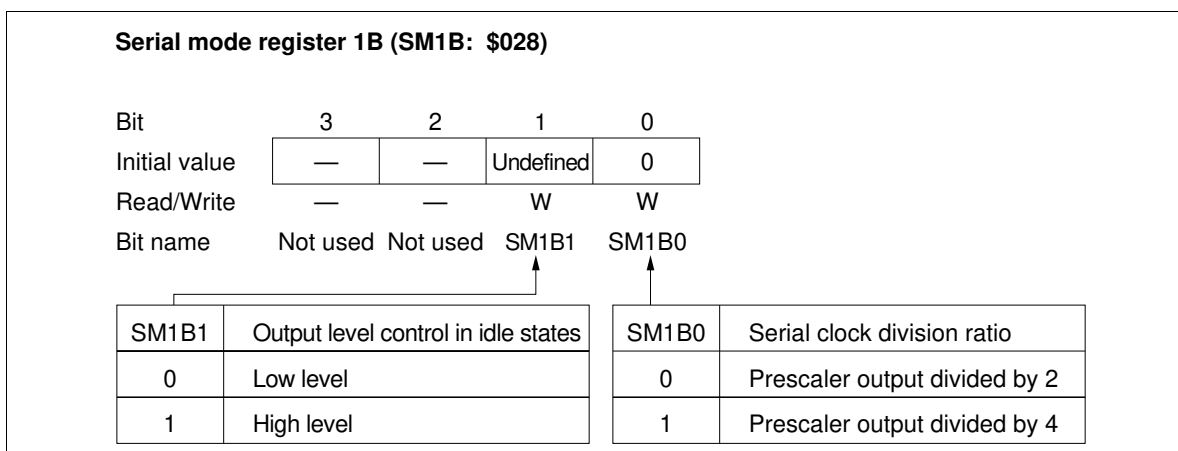 Serial mode register 1B (SM1B: $028)
Bit 3 2 1 0
Initial value — — Undefined 0
Read/Write — — W W
Bit name Not used Not used SM1B1 SM1B0
SM1B1 Output level control in idle states SM1B0 Serial clock division ratio
0 Low level 0 Prescaler output divided by 2
1 High level 1 Prescaler output divided by 4